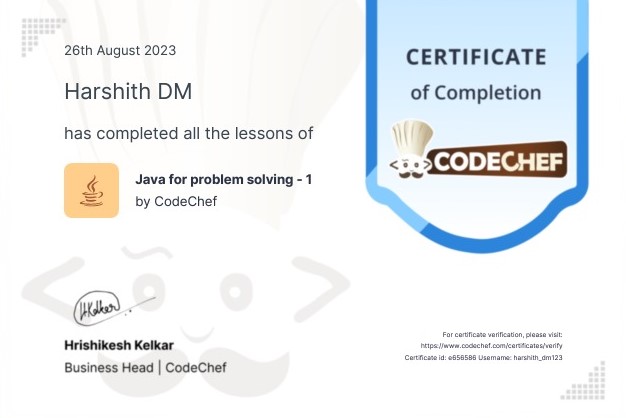 26th August 2023
Harshith DM
has completed all the lessons of
Java for problem solving - 1
by CodeChef
CERTIFICATE
of Completion
CODECHEF
HKelkar
Hrishikesh Kelkar
Business Head | CodeChef
For certificate verification, please visit:
https://www.codechef.com/certificates/verify
Certificate id: e656586 Username: harshith_dm123